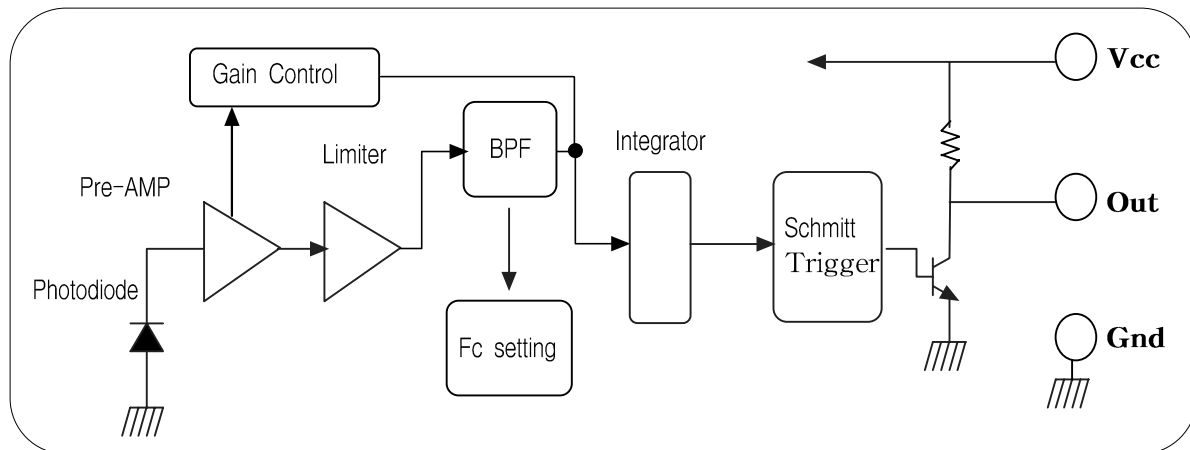 Gain Control
Vcc
Limiter
BPF
Integrator
Pre-AMP
Out
Schmitt
Trigger
Photodiode
Fc setting
Gnd